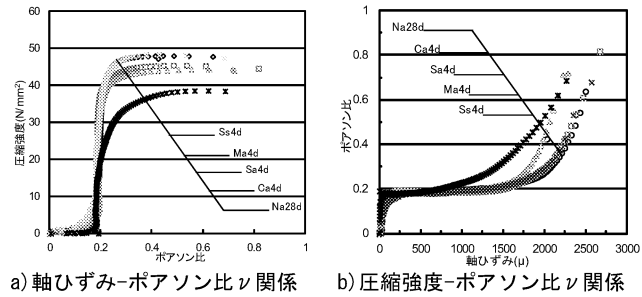 60
50
40
30
20
10
0
圧縮強度(N/mm²)
Ss4d
Ma4d
Sa4d
Ca4d
Na28d
0
0.2
0.4
0.6
0.8
1
ポアソン比
a)軸ひずみ-ポアソン比ν関係
1
0.8
0.6
0.4
0.2
0
ポアソン比
Na28d
Ca4d
Sa4d
Ma4d
Ss4d
0
500
1000
1500
2000
2500
3000
軸ひずみ(μ)
b)圧縮強度-ポアソン比ν関係